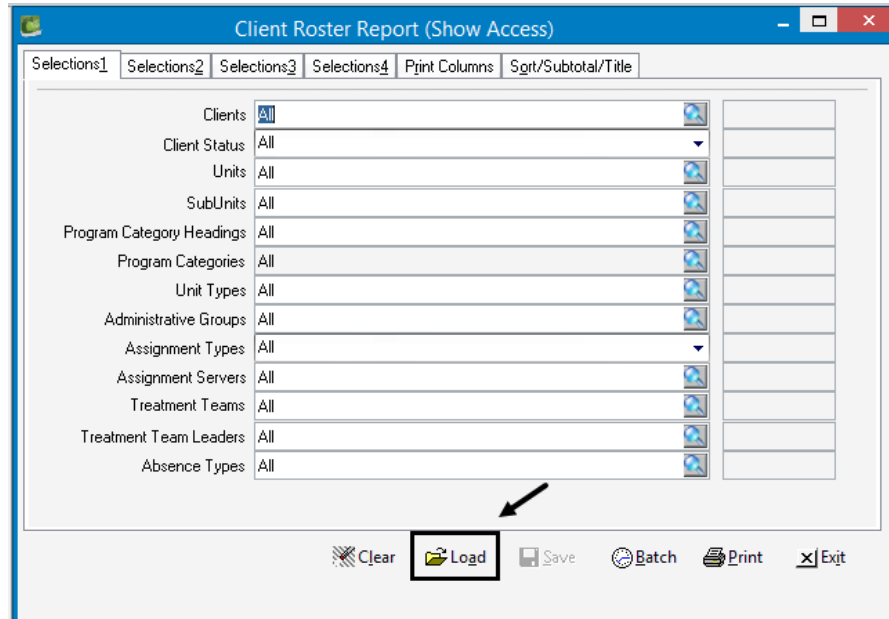 Client Roster Report (Show Access)
Selections1 Selections2 Selections3 Selections4 Print Columns Sort/Subtotal/Title
Clients All
Client Status All
Units All
SubUnits All
Program Category Headings All
Program Categories All
Unit Types All
Administrative Groups All
Assignment Types All
Assignment Servers All
Treatment Teams All
Treatment Team Leaders All
Absence Types All
Clear Load Save Batch Print Exit